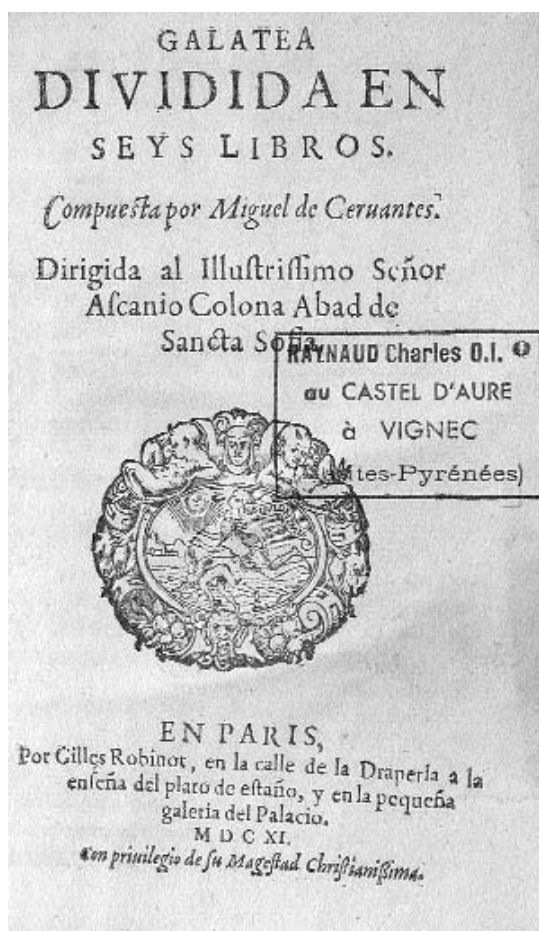 GALATEA
DIVIDIDA EN
SEYS LIBROS.
Compuesta por Miguel de Ceruantes.
Dirigida al Illustrissimo Señor
Ascanio Colona Abad de
Sancta Sofia.
RAYNAUD Charles O.I.
au CASTEL D'AURE
à VIGNEC
(Htes-Pyrénées)
EN PARIS,
Por Gilles Robinot, en la calle de la Draperia a la
enseña del plato de estaño, y en la pequeña
galeria del Palacio.
M D C XI.
Con priuilegio de su Magestad Christianissima.